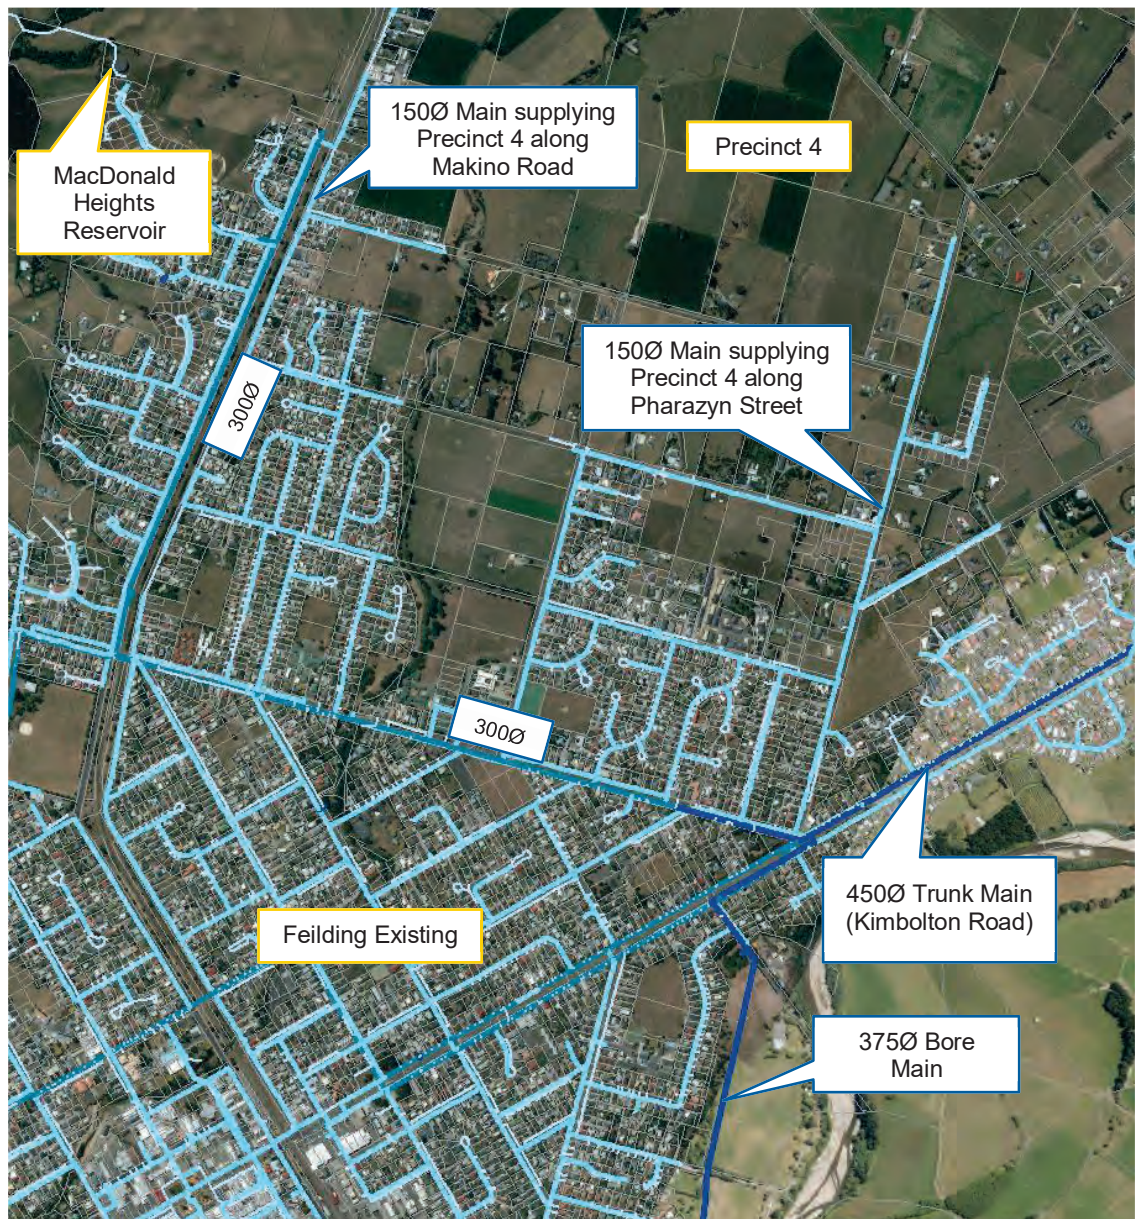 150Ø Main supplying
Precinct 4 along
Makino Road
Precinct 4
MacDonald
Heights
Reservoir
150Ø Main supplying
Precinct 4 along
Pharazyn Street
300Ø
300Ø
450Ø Trunk Main
(Kimbolton Road)
Feilding Existing
375Ø Bore
Main